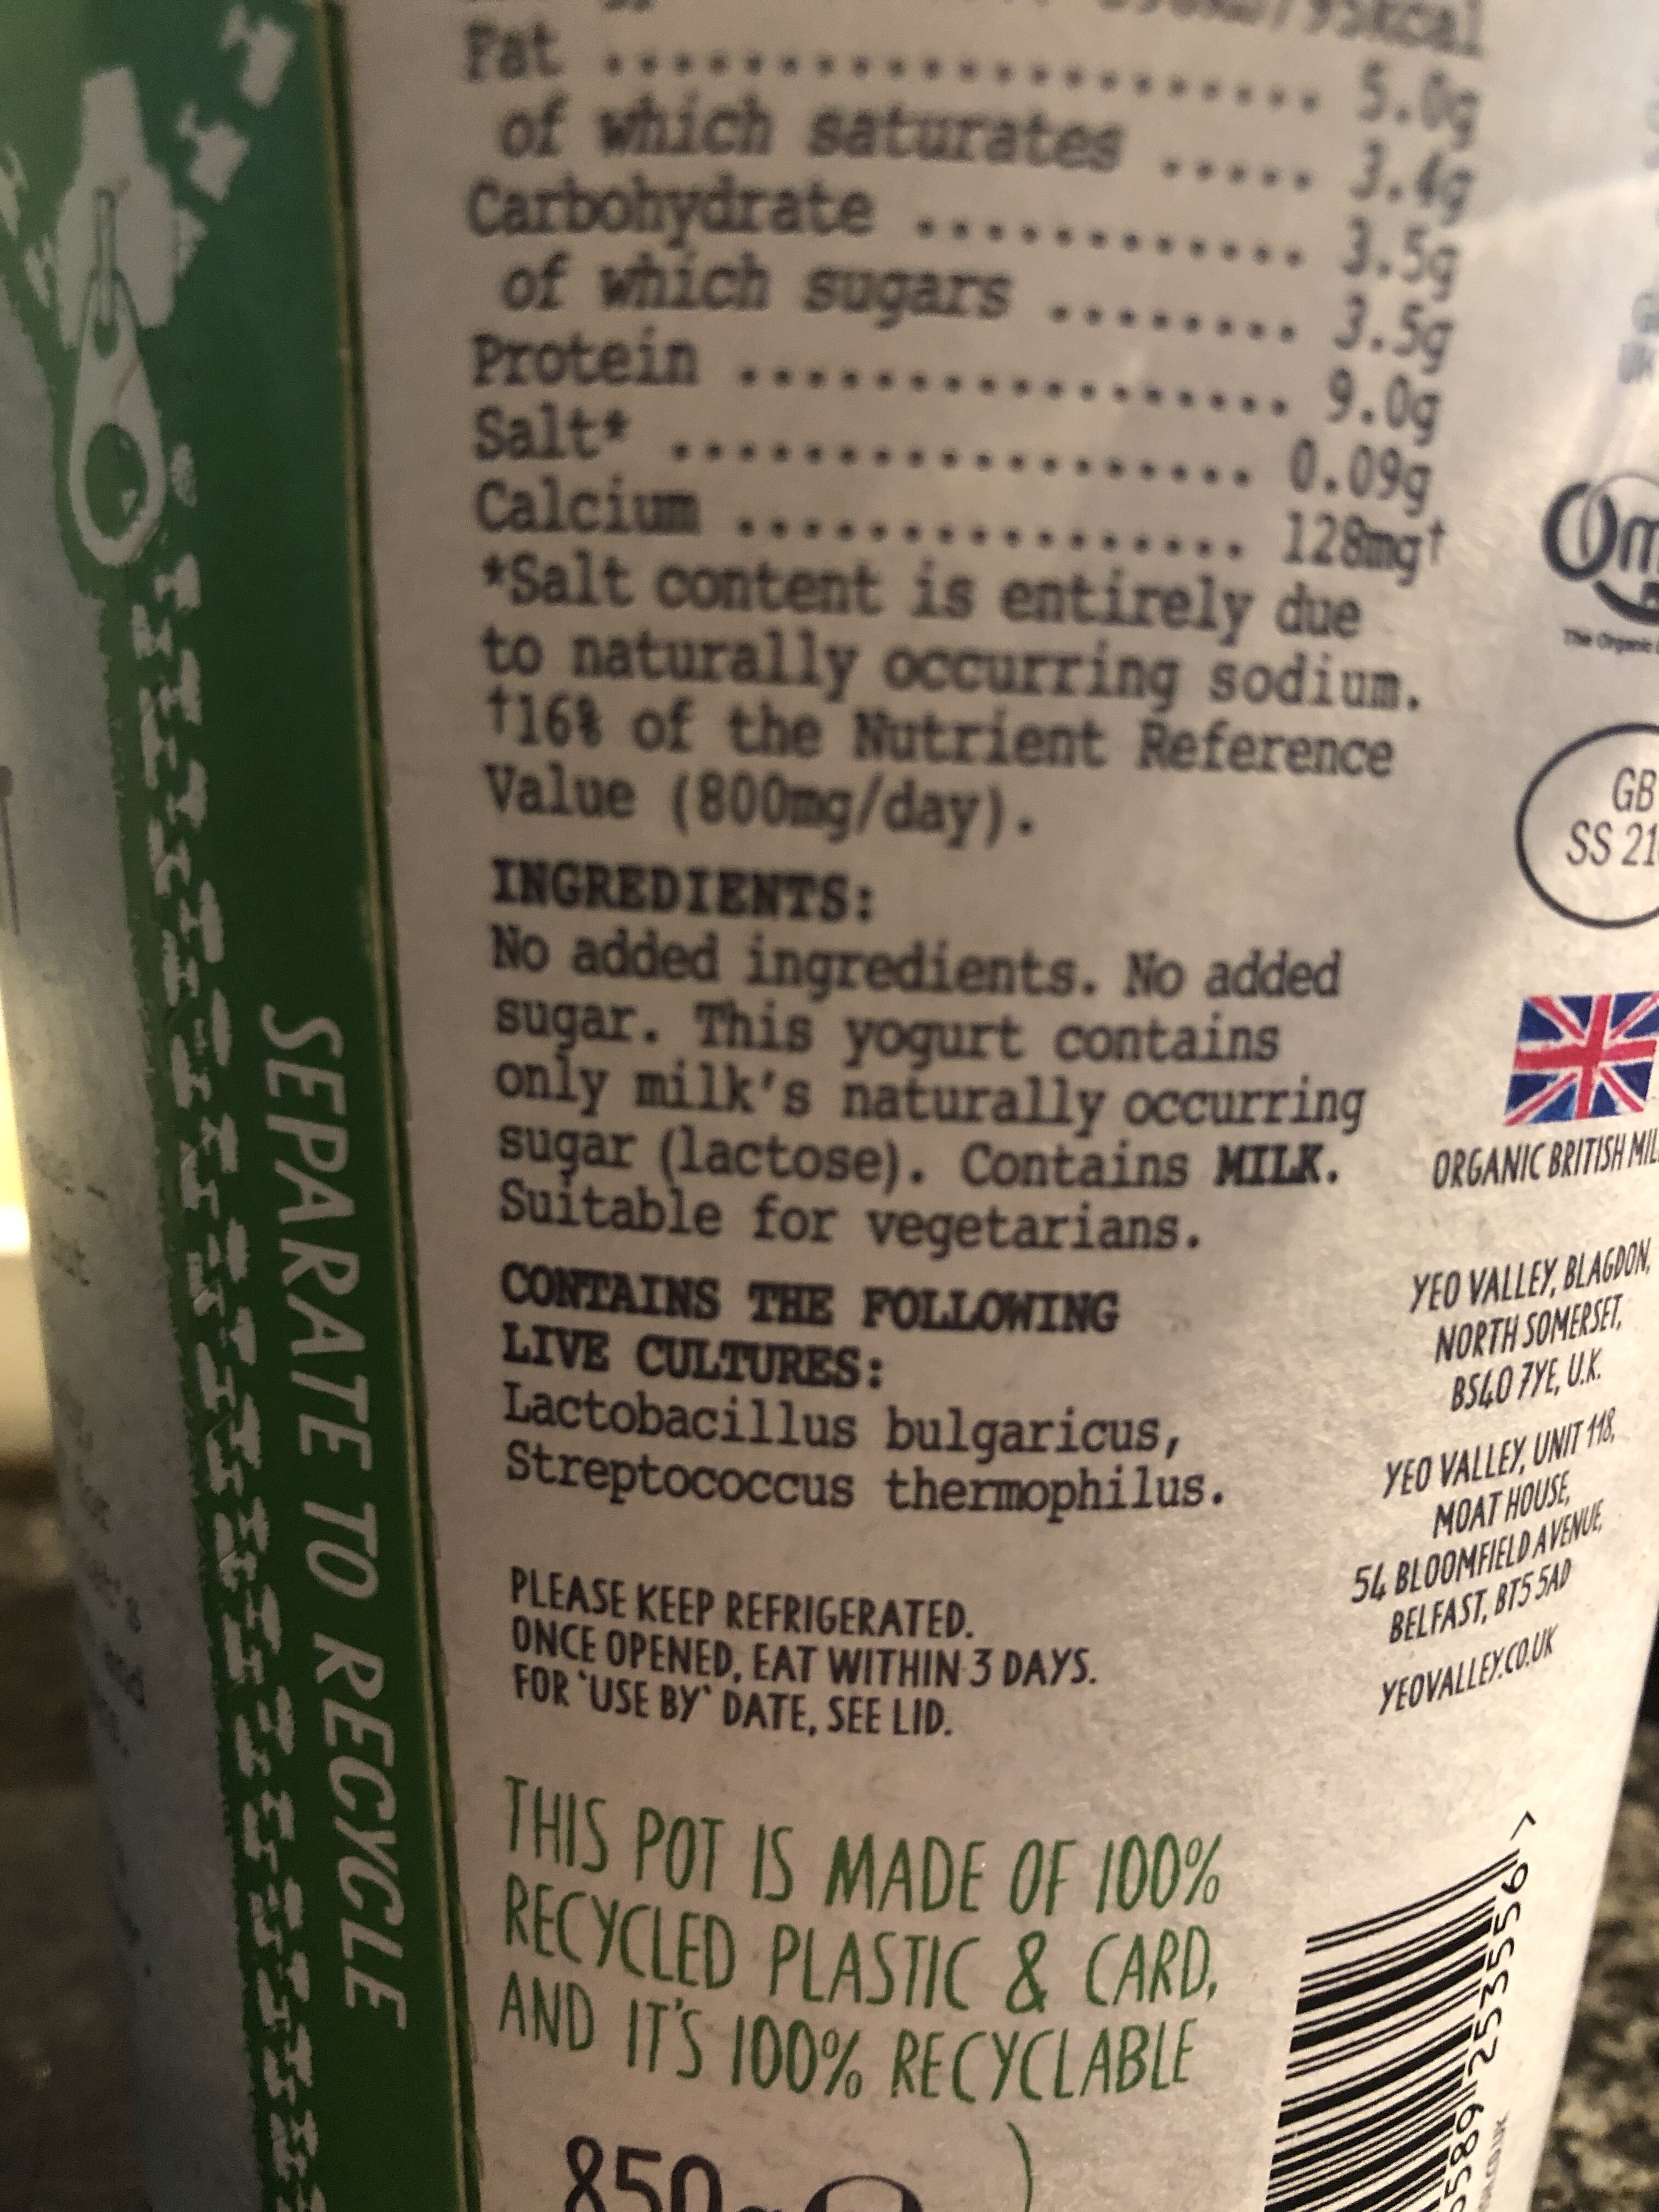 95kcal
Fat ..................... 5.0g
of which saturates ..... 3.4g
Carbohydrate ............ 3.5g
of which sugars ........ 3.5g
Protein ................. 9.0g
Salt* ................... 0.09g
Calcium ................ 128mg†
*Salt content is entirely due
to naturally occurring sodium.
†16% of the Nutrient Reference
Value (800mg/day).
INGREDIENTS:
No added ingredients. No added
sugar. This yogurt contains
only milk's naturally occurring
sugar (lactose). Contains MILK.
Suitable for vegetarians.
CONTAINS THE FOLLOWING
LIVE CULTURES:
Lactobacillus bulgaricus,
Streptococcus thermophilus.
PLEASE KEEP REFRIGERATED.
ONCE OPENED, EAT WITHIN 3 DAYS.
FOR 'USE BY' DATE, SEE LID.
THIS POT IS MADE OF 100%
RECYCLED PLASTIC & CARD,
AND IT'S 100% RECYCLABLE
850g
SEPARATE TO RECYCLE
The Organic
GB
SS 21
ORGANIC BRITISH MIL
YEO VALLEY, BLAGDON,
NORTH SOMERSET,
BS40 7YE, U.K.
YEO VALLEY, UNIT 118,
MOAT HOUSE,
54 BLOOMFIELD AVENUE,
BELFAST, BT5 5AD
YEOVALLEY.CO.UK
6589 253556 >